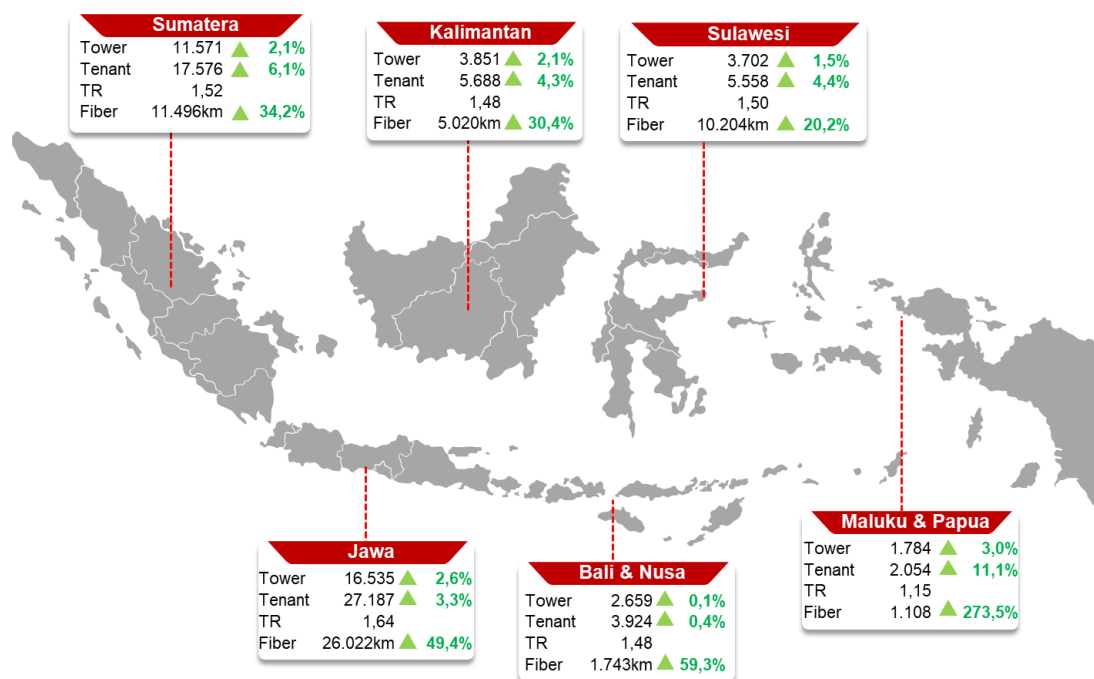 Sumatera
Tower 11.571 2,1%
Tenant 17.576 6,1%
TR 1,52
Fiber 11.496km 34,2%
Kalimantan
Tower 3.851 2,1%
Tenant 5.688 4,3%
TR 1,48
Fiber 5.020km 30,4%
Sulawesi
Tower 3.702 1,5%
Tenant 5.558 4,4%
TR 1,50
Fiber 10.204km 20,2%
Jawa
Tower 16.535 2,6%
Tenant 27.187 3,3%
TR 1,64
Fiber 26.022km 49,4%
Bali & Nusa
Tower 2.659 0,1%
Tenant 3.924 0,4%
TR 1,48
Fiber 1.743km 59,3%
Maluku & Papua
Tower 1.784 3,0%
Tenant 2.054 11,1%
TR 1,15
Fiber 1.108 273,5%